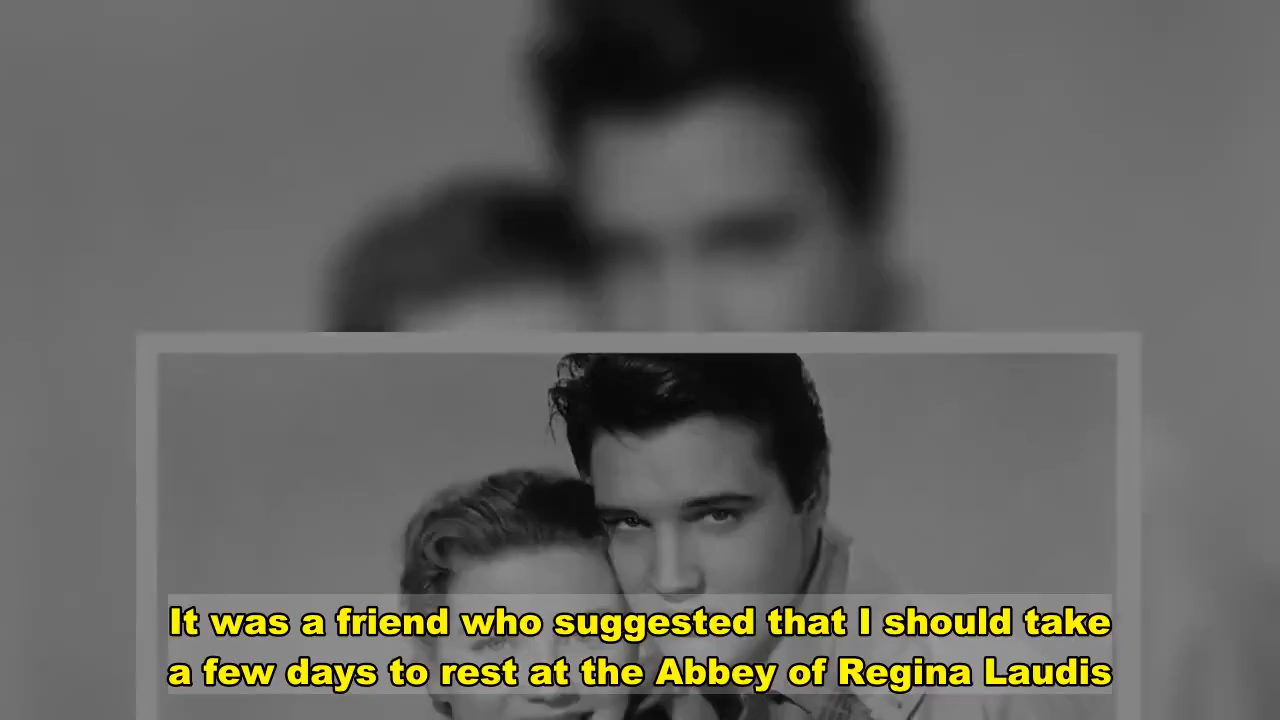 It was a friend who suggested that I should take
a few days to rest at the Abbey of Regina Laudis